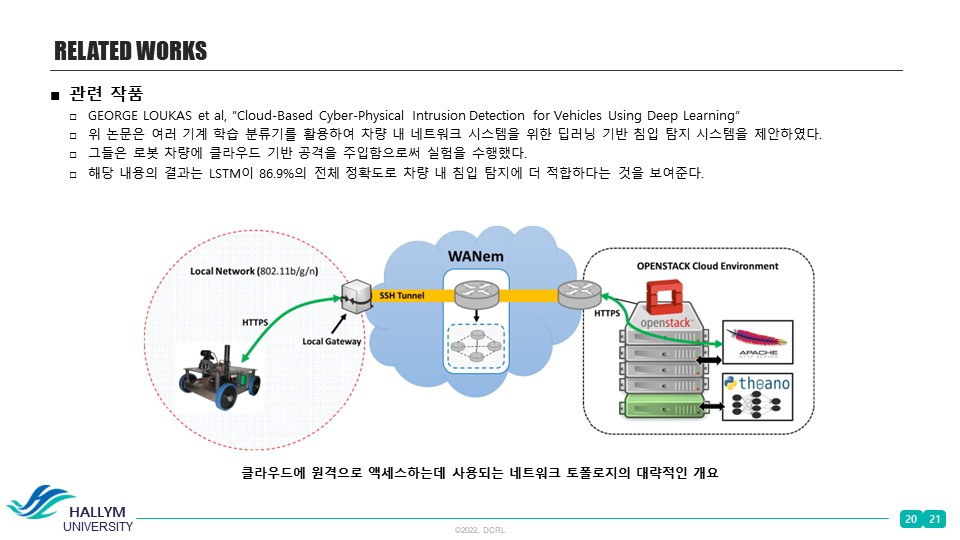 RELATED WORKS
■ 관련 작품
□ GEORGE LOUKAS et al, "Cloud-Based Cyber-Physical Intrusion Detection for Vehicles Using Deep Learning"
□ 위 논문은 여러 기계 학습 분류기를 활용하여 차량 내 네트워크 시스템을 위한 딥러닝 기반 침입 탐지 시스템을 제안하였다.
□ 그들은 로봇 차량에 클라우드 기반 공격을 주입함으로써 실험을 수행했다.
□ 해당 내용의 결과는 LSTM이 86.9%의 전체 정확도로 차량 내 침입 탐지에 더 적합하다는 것을 보여준다.
Local Network (802.11b/g/n)
HTTPS
Local Gateway
WANem
SSH Tunnel
OPENSTACK Cloud Environment
HTTPS
openstack
APACHE
HTTP SERVER
theano
클라우드에 원격으로 액세스하는데 사용되는 네트워크 토폴로지의 대략적인 개요
HALLYM
UNIVERSITY
©2022, DCRL
20 21